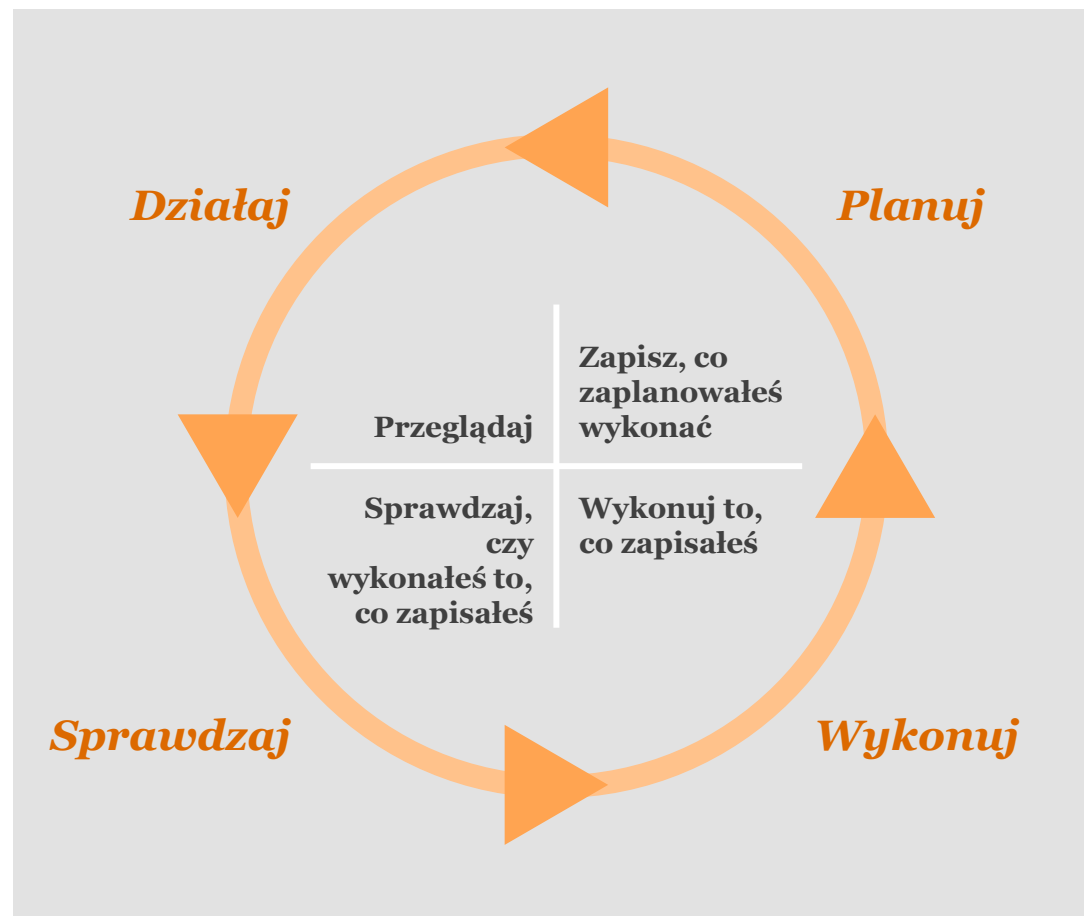 Działaj
Planuj
Przeglądaj
Zapisz, co
zaplanowałeś
wykonać
Sprawdzaj,
czy
wykonałeś to,
co zapisałeś
Wykonuj to,
co zapisałeś
Sprawdzaj
Wykonuj